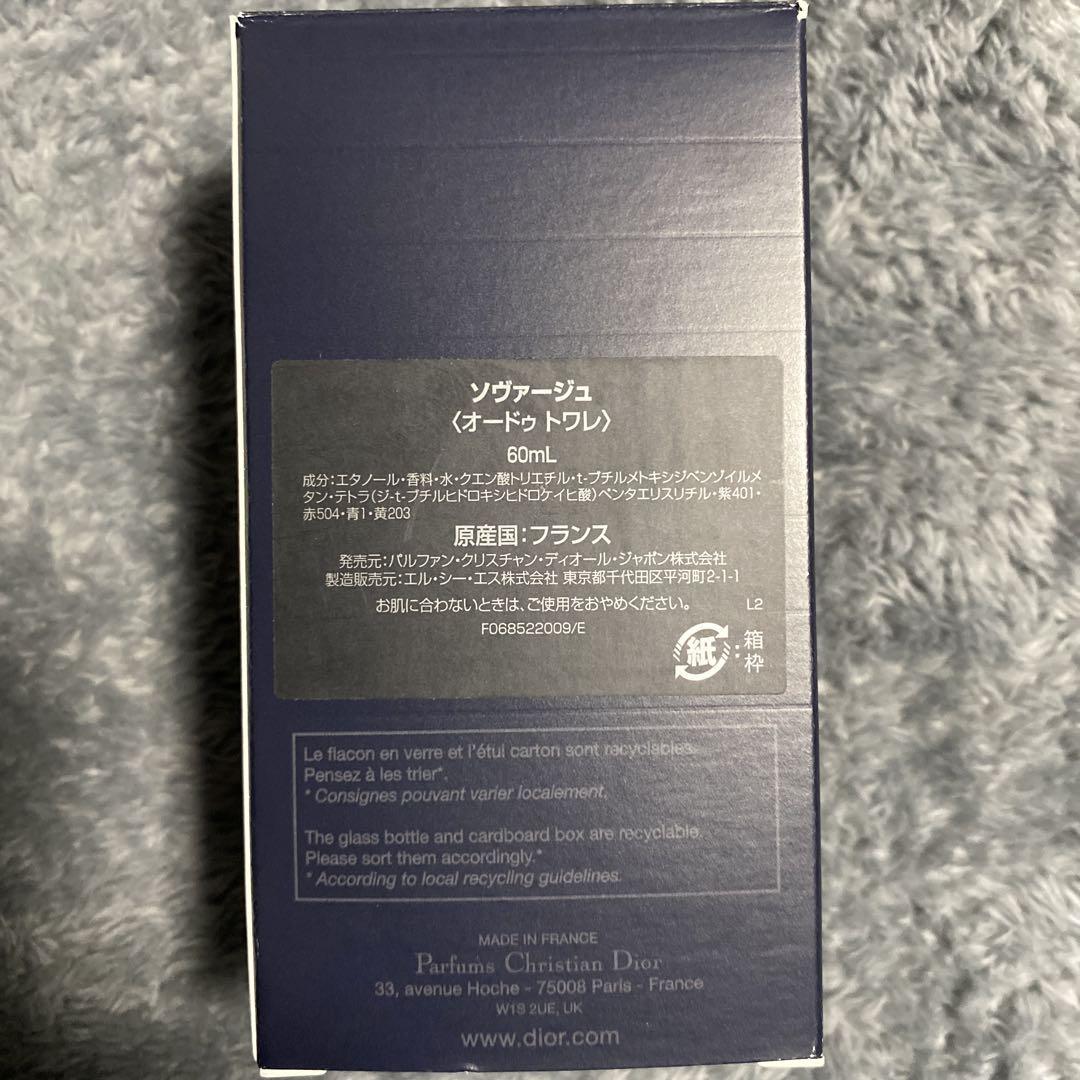 ソヴァージュ
〈オードゥ トワレ〉
60mL
成分:エタノール・香料・水・クエン酸トリエチル・t-ブチルメトキシジベンゾイルメ
タン・テトラ(ジ-t-ブチルヒドロキシヒドロケイヒ酸)ペンタエリスリチル・紫401・
赤504・青1・黄203
原産国:フランス
発売元:パルファン・クリスチャン・ディオール・ジャポン株式会社
製造販売元:エル・シー・エス株式会社 東京都千代田区平河町2-1-1
お肌に合わないときは、ご使用をおやめください。 L2
F068522009/E
紙:箱
枠
Le flacon en verre et l'étui carton sont recyclables.
Pensez à les trier*.
* Consignes pouvant varier localement.
The glass bottle and cardboard box are recyclable.
Please sort them accordingly.*
* According to local recycling guidelines.
MADE IN FRANCE
Parfums Christian Dior
33, avenue Hoche - 75008 Paris - France
W1S 2UE, UK
www.dior.com